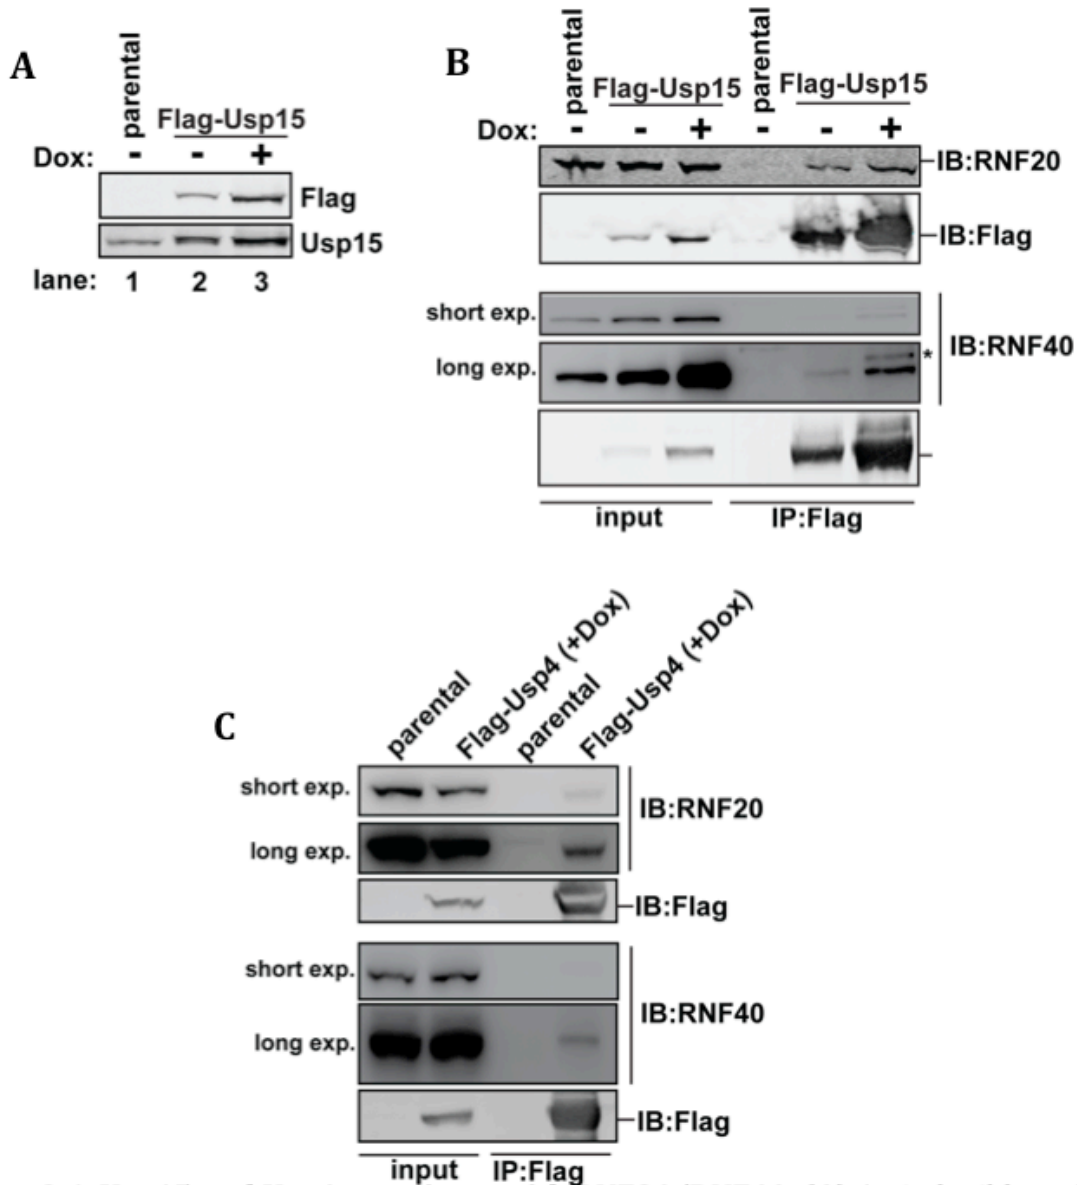 A
parental
Flag-Usp15
Dox: - - +
Flag
Usp15
lane: 1 2 3
B
parental
Flag-Usp15
parental
Flag-Usp15
Dox: - - + - - +
IB:RNF20
IB:Flag
short exp.
long exp.
*
IB:RNF40
input
IP:Flag
C
parental
Flag-Usp4 (+Dox)
parental
Flag-Usp4 (+Dox)
short exp.
long exp.
IB:RNF20
IB:Flag
short exp.
long exp.
IB:RNF40
IB:Flag
input
IP:Flag